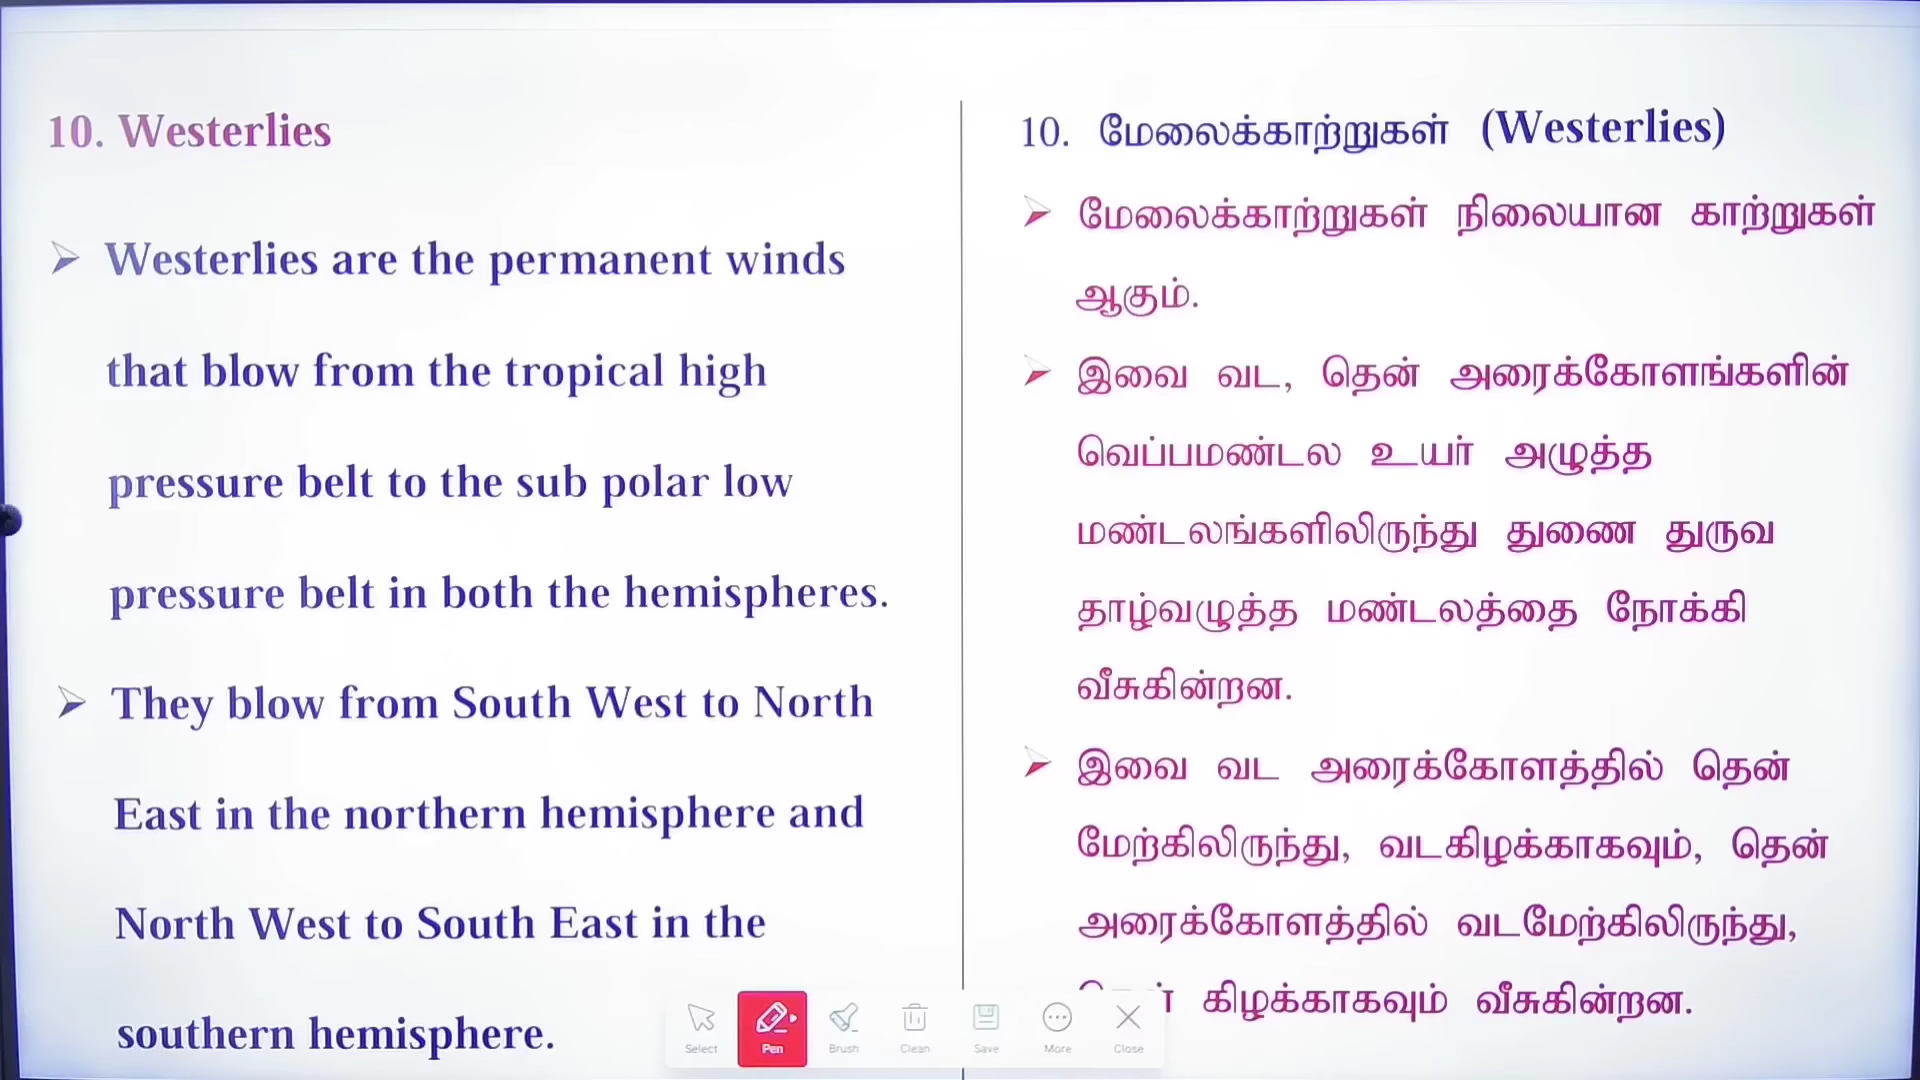 10. Westerlies
Westerlies are the permanent winds
that blow from the tropical high
pressure belt to the sub polar low
pressure belt in both the hemispheres.
They blow from South West to North
East in the northern hemisphere and
North West to South East in the
southern hemisphere.
10. மேலைக்காற்றுகள் (Westerlies)
மேலைக்காற்றுகள் நிலையான காற்றுகள்
ஆகும்.
இவை வட, தென் அரைக்கோளங்களின்
வெப்பமண்டல உயர் அழுத்த
மண்டலங்களிலிருந்து துணை துருவ
தாழ்வழுத்த மண்டலத்தை நோக்கி
வீசுகின்றன.
இவை வட அரைக்கோளத்தில் தென்
மேற்கிலிருந்து, வடகிழக்காகவும், தென்
அரைக்கோளத்தில் வடமேற்கிலிருந்து,
கிழக்காகவும் வீசுகின்றன.
Select Pen Brush Clean Save More Close